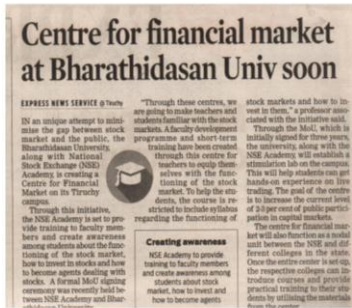 Centre for financial market
at Bharathidasan Univ soon
EXPRESS NEWS SERVICE @ Tiruchy
IN an unique attempt to mini-
mise the gap between stock
market and the public, the
Bharathidasan University,
along with National
Stock Exchange (NSE)
Academy, is creating a
Centre for Financial
Market on its Tiruchy
campus.
Through this initiative,
the NSE Academy is set to pro-
vide training to faculty mem-
bers and create awareness
among students about the func-
tioning of the stock market,
how to invest in stocks and how
to become agents dealing with
stocks. A formal MoU signing
ceremony was recently held be-
tween NSE Academy and Bhar-
athidasan University.
"Through these centres, we
are going to make teachers and
students familiar with the stock
markets. A faculty development
programme and short-term
training have been created
through this centre for
teachers to equip them-
selves with the func-
tioning of the stock
market. To help the stu-
dents, the course is re-
stricted to include syllabus
regarding the functioning of
Creating awareness
NSE Academy to provide
training to faculty members
and create awareness among
students about stock
market, how to invest and
how to become agents
stock markets and how to in-
vest in them," a professor asso-
ciated with the initiative said.
Through the MoU, which is
initially signed for three years,
the university, along with the
NSE Academy, will establish a
stimulation lab on the campus.
This will help students can get
hands-on experience on live
trading. The goal of the centre
is to increase the current level
of 2-3 per cent of public partici-
pation in capital markets.
The centre for financial mar-
ket will also function as a nodal
unit between the NSE and dif-
ferent colleges in the state.
Once the entire center is set up,
the respective colleges can in-
troduce courses and provide
practical training to their stu-
dents by utilising the materials
from the center.